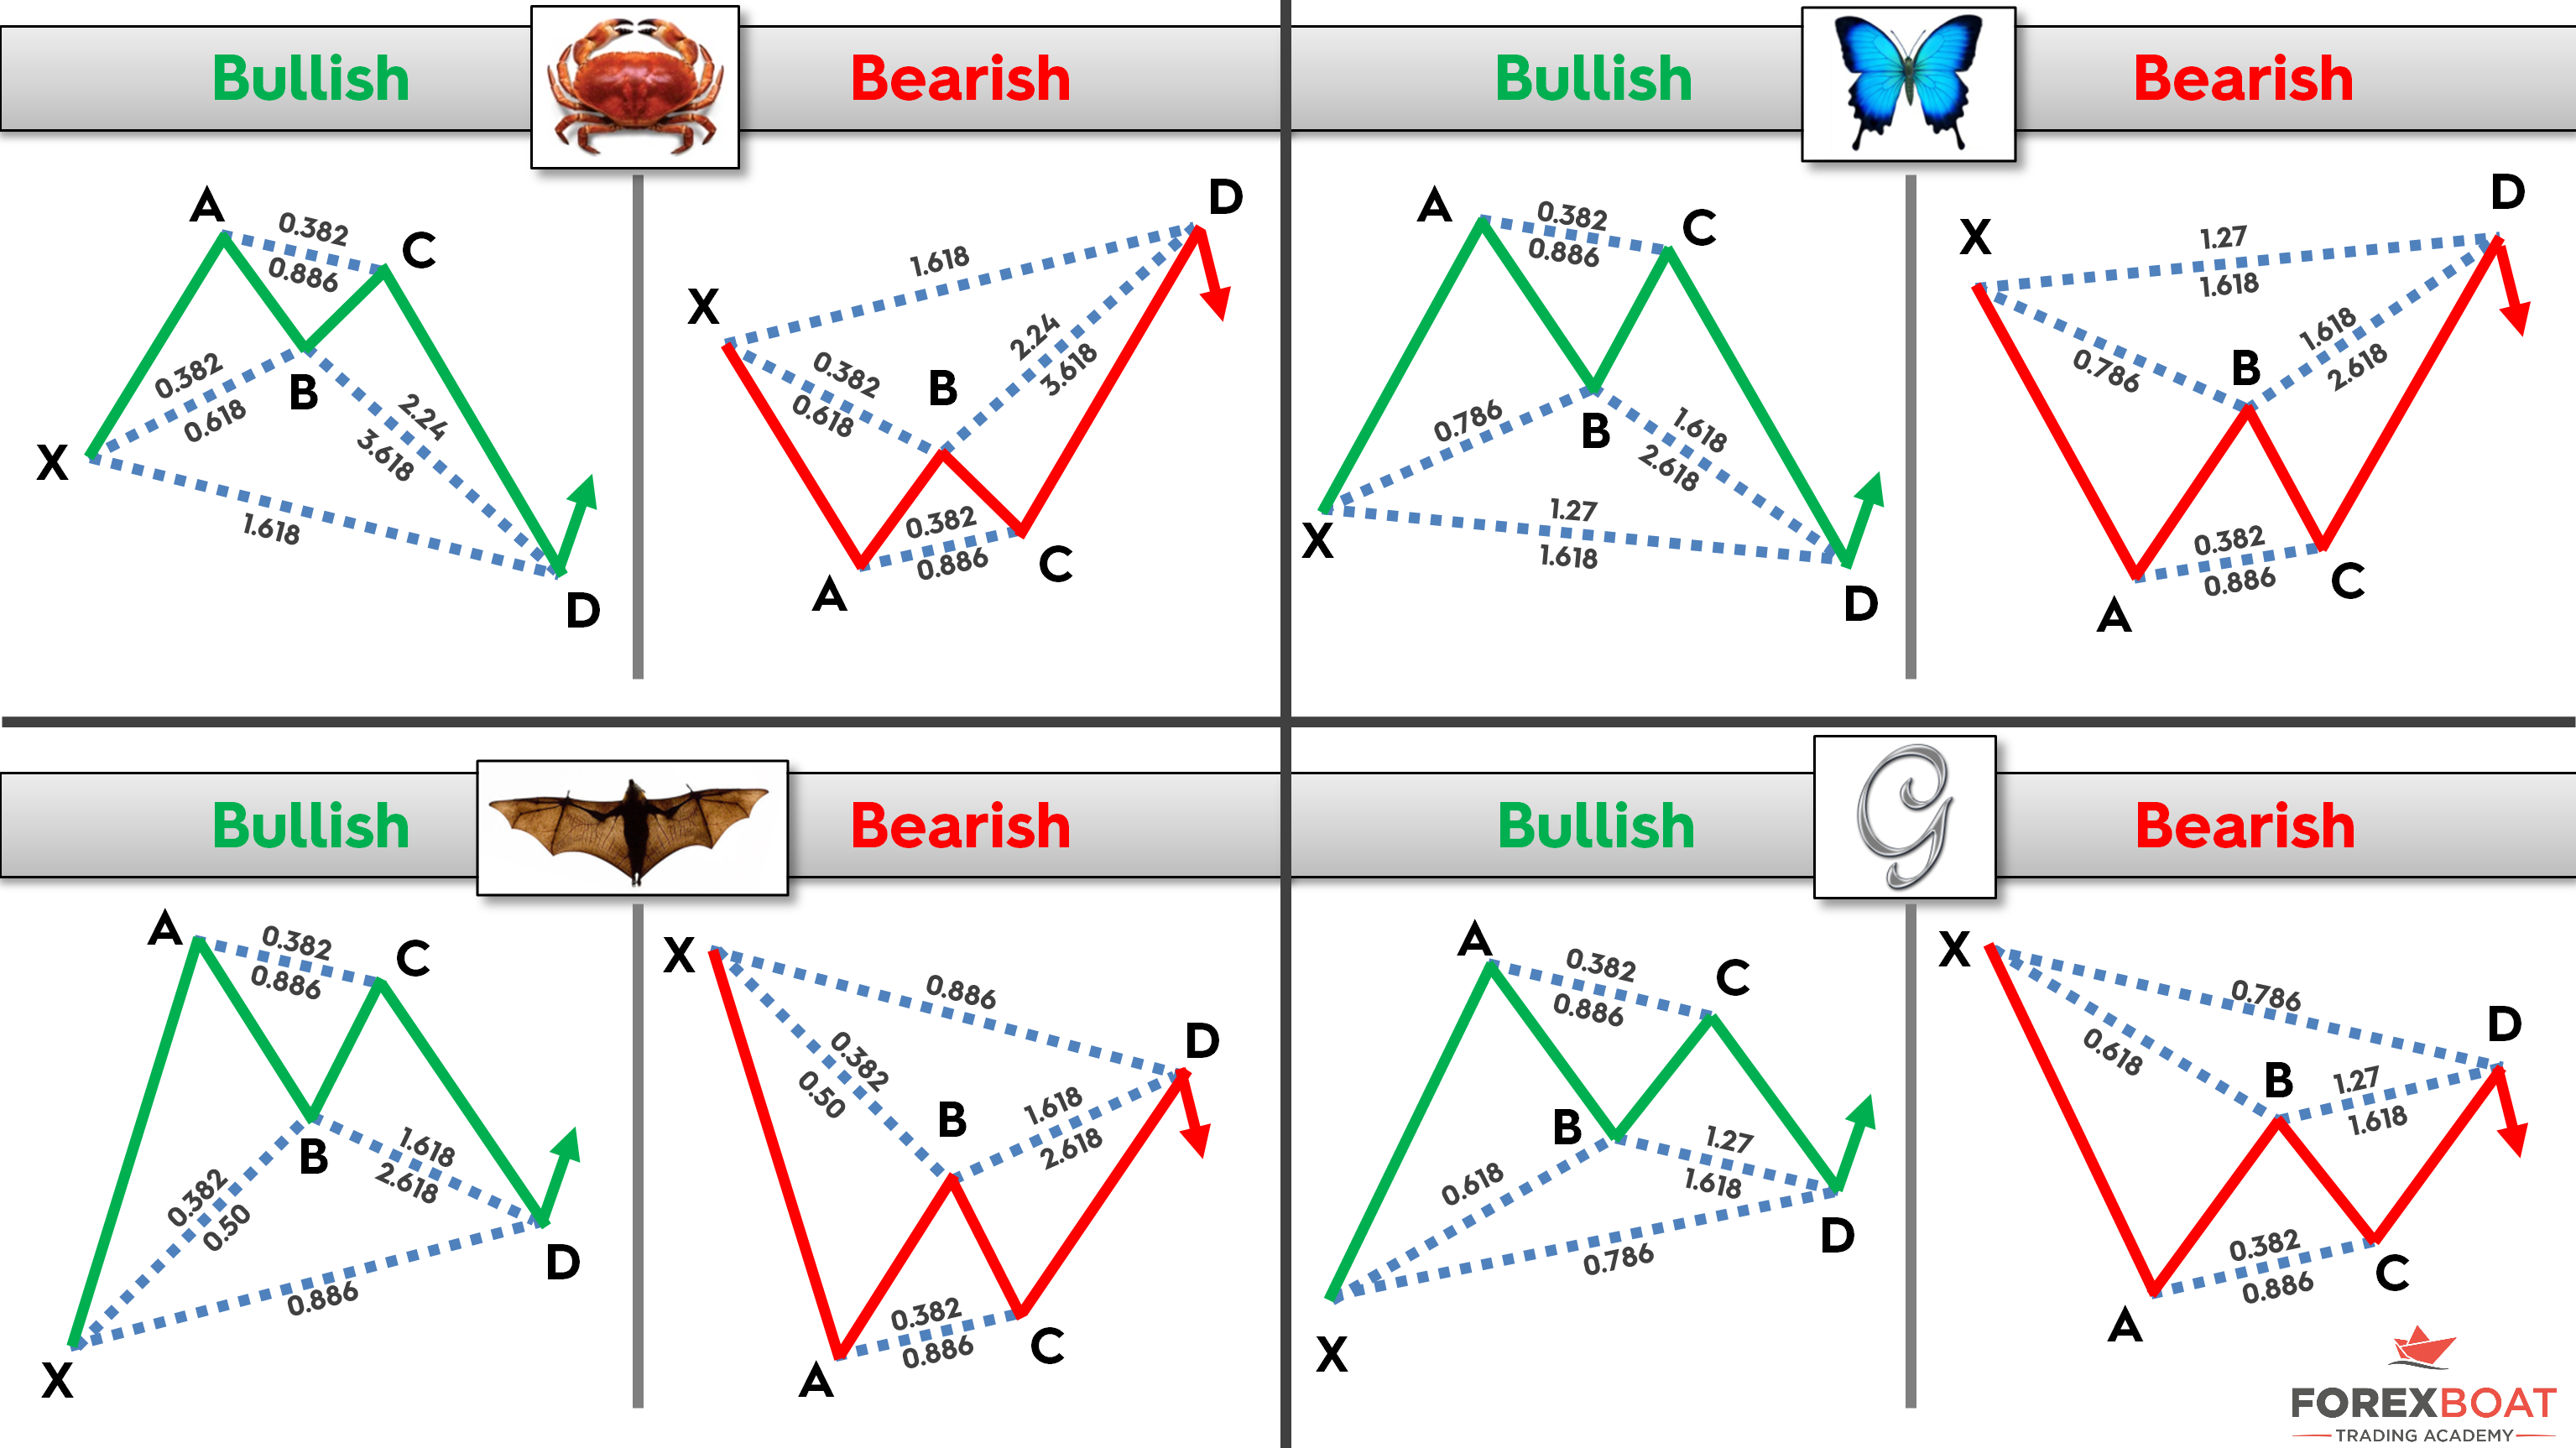 Bullish
Bearish
A
0.382
0.886
C
0.382
0.618
B
2.24
3.618
X
1.618
D
D
1.618
X
0.382
0.618
B
2.24
3.618
0.382
0.886
A
C
Bullish
Bearish
A
0.382
0.886
C
0.786
B
1.618
2.618
X
1.27
1.618
D
D
X
1.27
1.618
0.786
B
1.618
2.618
0.382
0.886
A
C
Bullish
Bearish
A
0.382
0.886
C
B
1.618
2.618
0.382
0.50
D
0.886
X
X
0.886
D
0.382
0.50
B
1.618
2.618
0.382
0.886
A
C
Bullish
G
Bearish
A
0.382
0.886
C
B
1.27
1.618
0.618
D
0.786
X
X
0.786
D
0.618
B
1.27
1.618
0.382
0.886
A
C
FOREXBOAT
TRADING ACADEMY